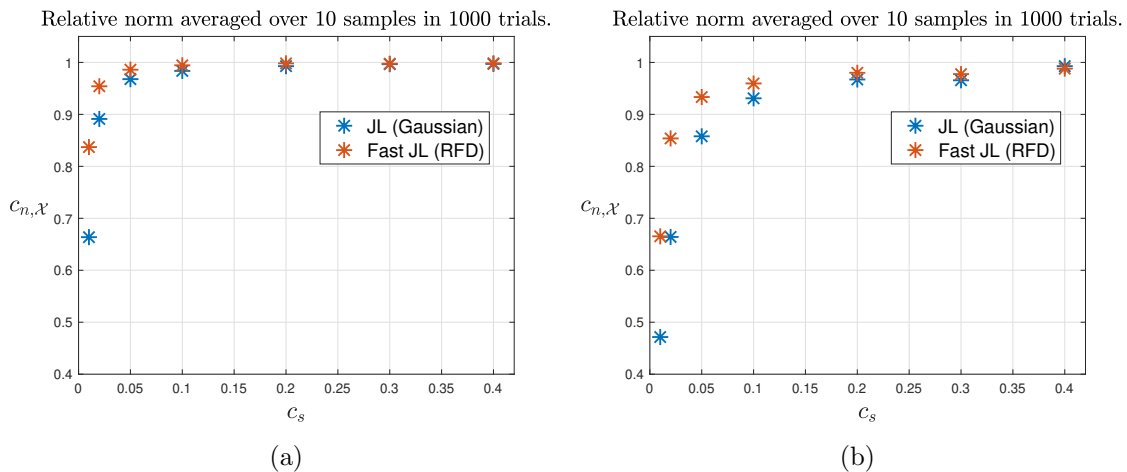 Relative norm averaged over 10 samples in 1000 trials.
1
0.9
0.8
0.7
0.6
0.5
0.4
0
0.05
0.1
0.15
0.2
0.25
0.3
0.35
0.4
JL (Gaussian)
Fast JL (RFD)
$c_{n,\mathcal{X}}$
$c_s$
(a)
Relative norm averaged over 10 samples in 1000 trials.
1
0.9
0.8
0.7
0.6
0.5
0.4
0
0.05
0.1
0.15
0.2
0.25
0.3
0.35
0.4
JL (Gaussian)
Fast JL (RFD)
$c_{n,\mathcal{X}}$
$c_s$
(b)